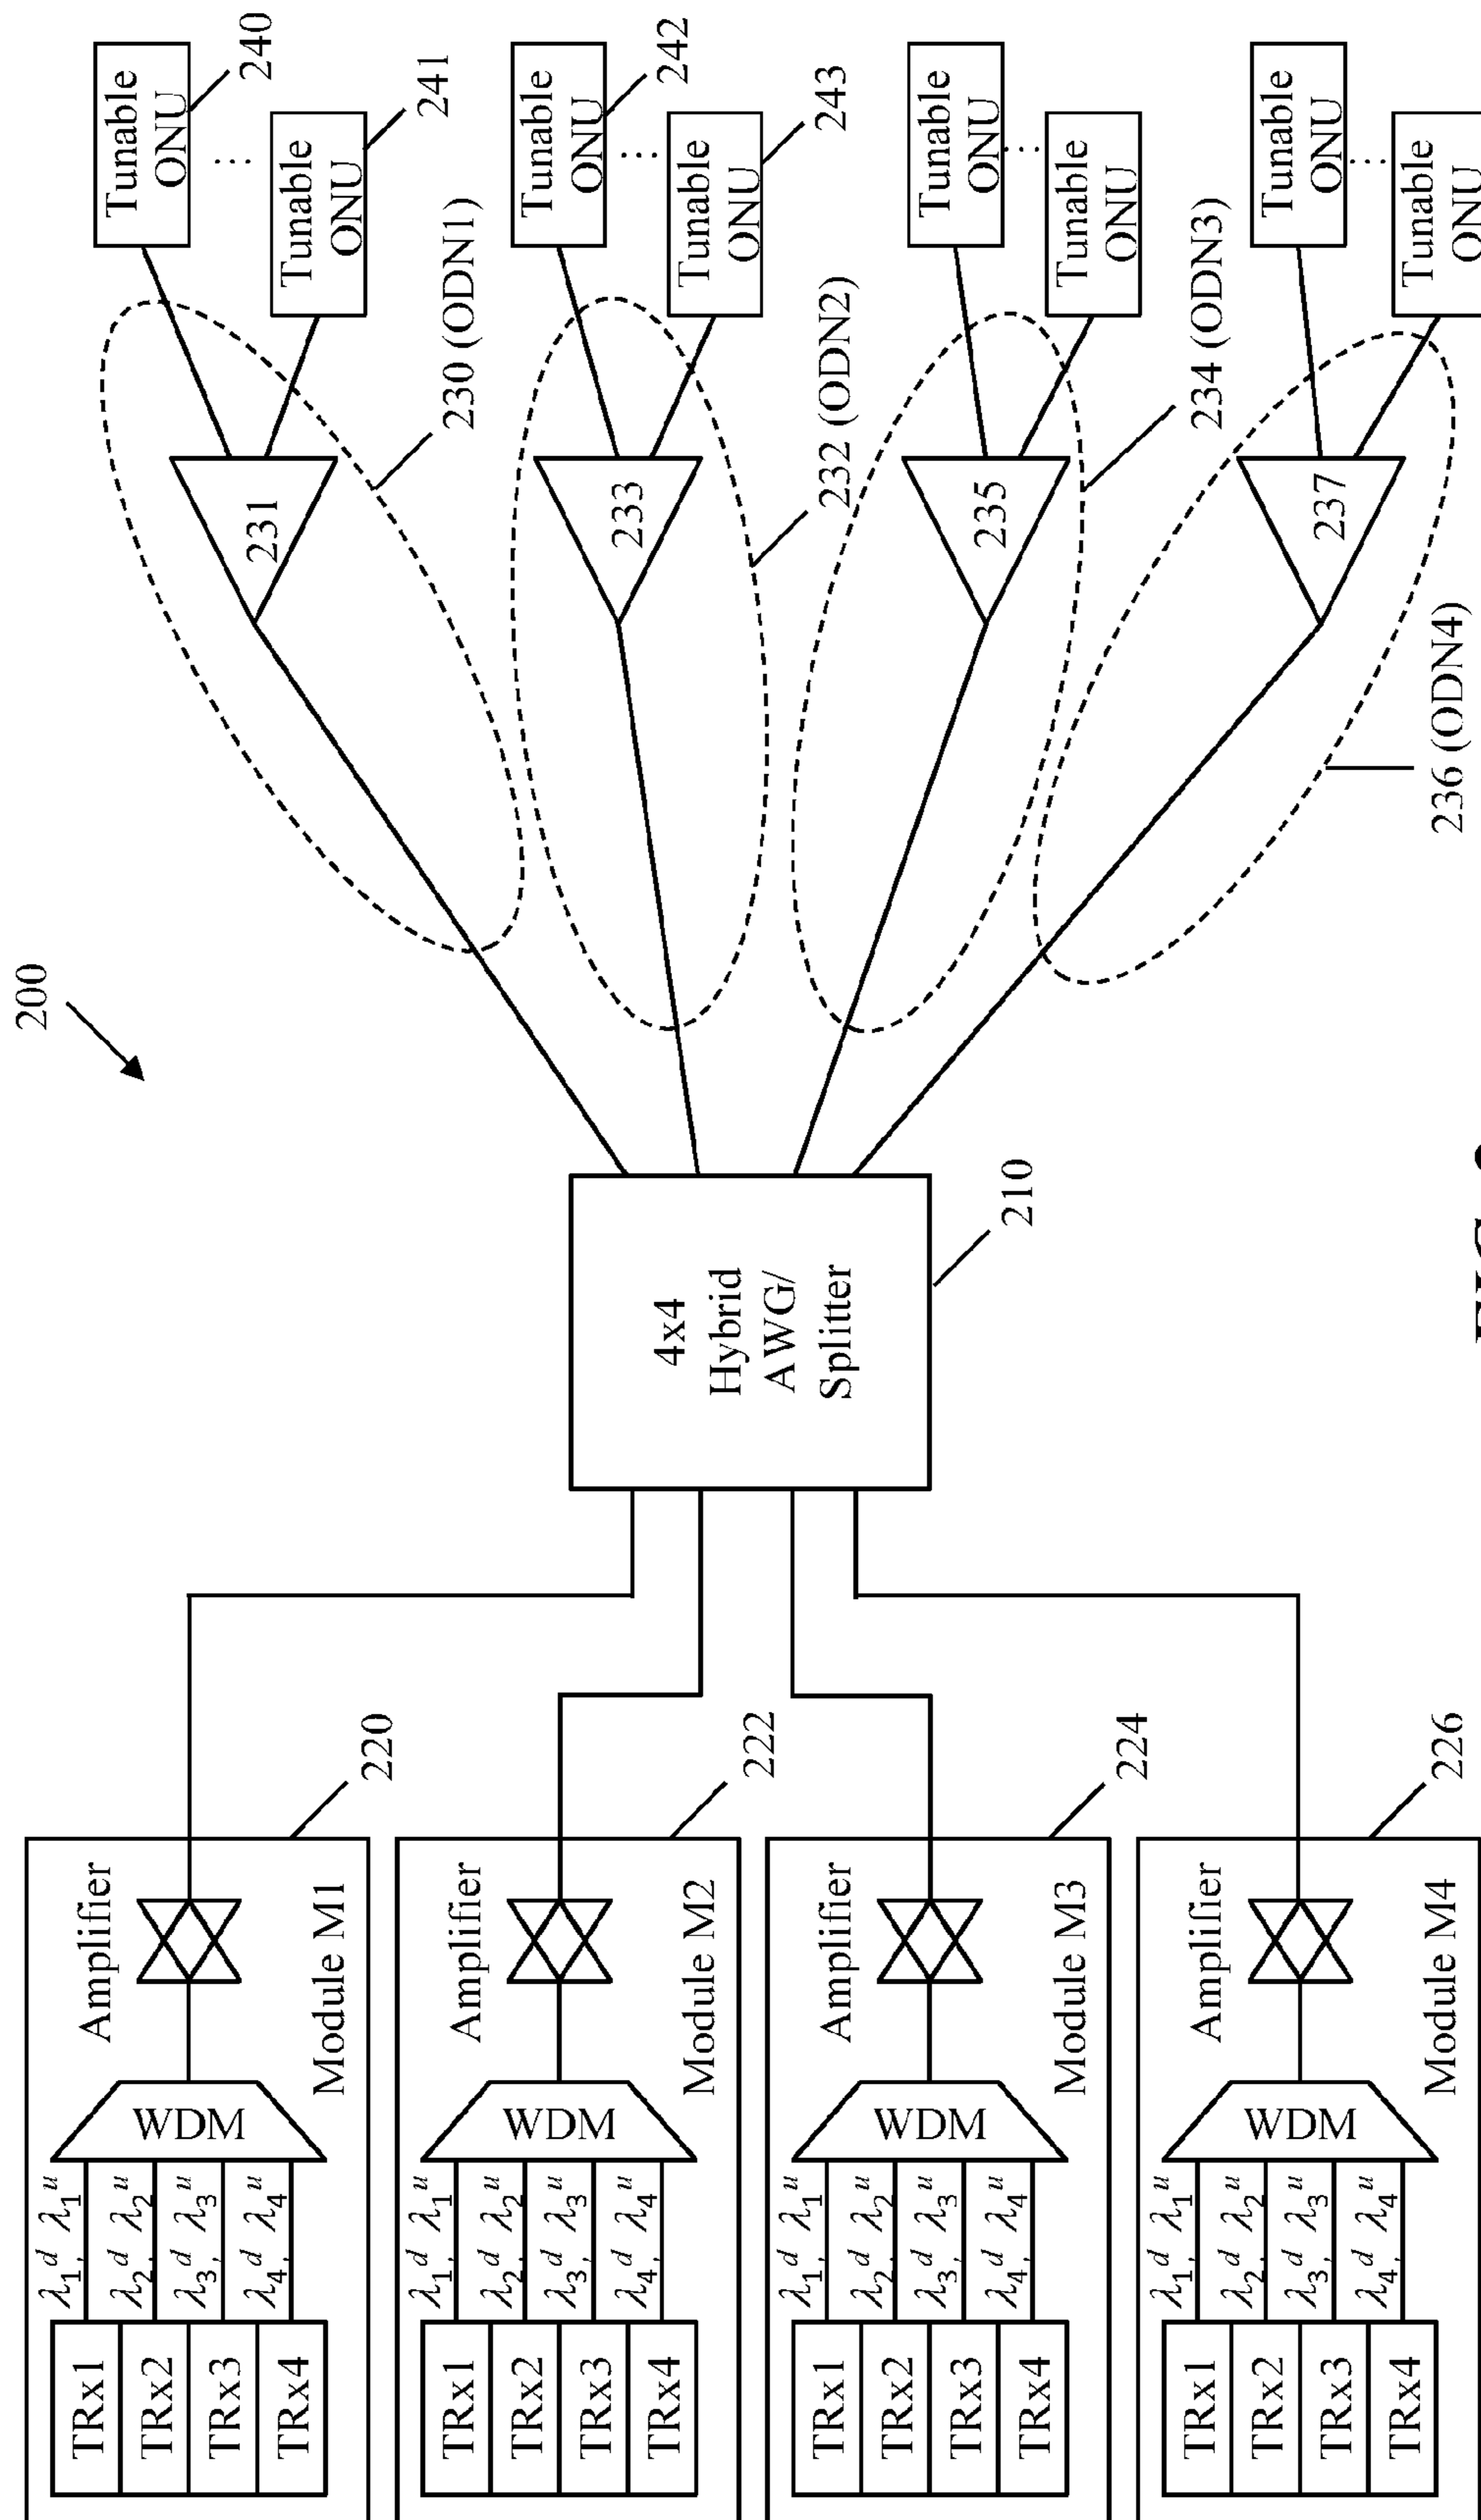 200
TRx1
TRx2
TRx3
TRx4
λ₁ᵈ, λ₁ᵘ
λ₂ᵈ, λ₂ᵘ
λ₃ᵈ, λ₃ᵘ
λ₄ᵈ, λ₄ᵘ
WDM
Amplifier
Module M1
220
TRx1
TRx2
TRx3
TRx4
λ₁ᵈ, λ₁ᵘ
λ₂ᵈ, λ₂ᵘ
λ₃ᵈ, λ₃ᵘ
λ₄ᵈ, λ₄ᵘ
WDM
Amplifier
Module M2
222
TRx1
TRx2
TRx3
TRx4
λ₁ᵈ, λ₁ᵘ
λ₂ᵈ, λ₂ᵘ
λ₃ᵈ, λ₃ᵘ
λ₄ᵈ, λ₄ᵘ
WDM
Amplifier
Module M3
224
TRx1
TRx2
TRx3
TRx4
λ₁ᵈ, λ₁ᵘ
λ₂ᵈ, λ₂ᵘ
λ₃ᵈ, λ₃ᵘ
λ₄ᵈ, λ₄ᵘ
WDM
Amplifier
Module M4
226
4x4
Hybrid
AWG/
Splitter
210
231
230 (ODN1)
Tunable
ONU
240
Tunable
ONU
241
233
232 (ODN2)
Tunable
ONU
242
Tunable
ONU
243
235
234 (ODN3)
Tunable
ONU
Tunable
ONU
237
236 (ODN4)
Tunable
ONU
Tunable
ONU